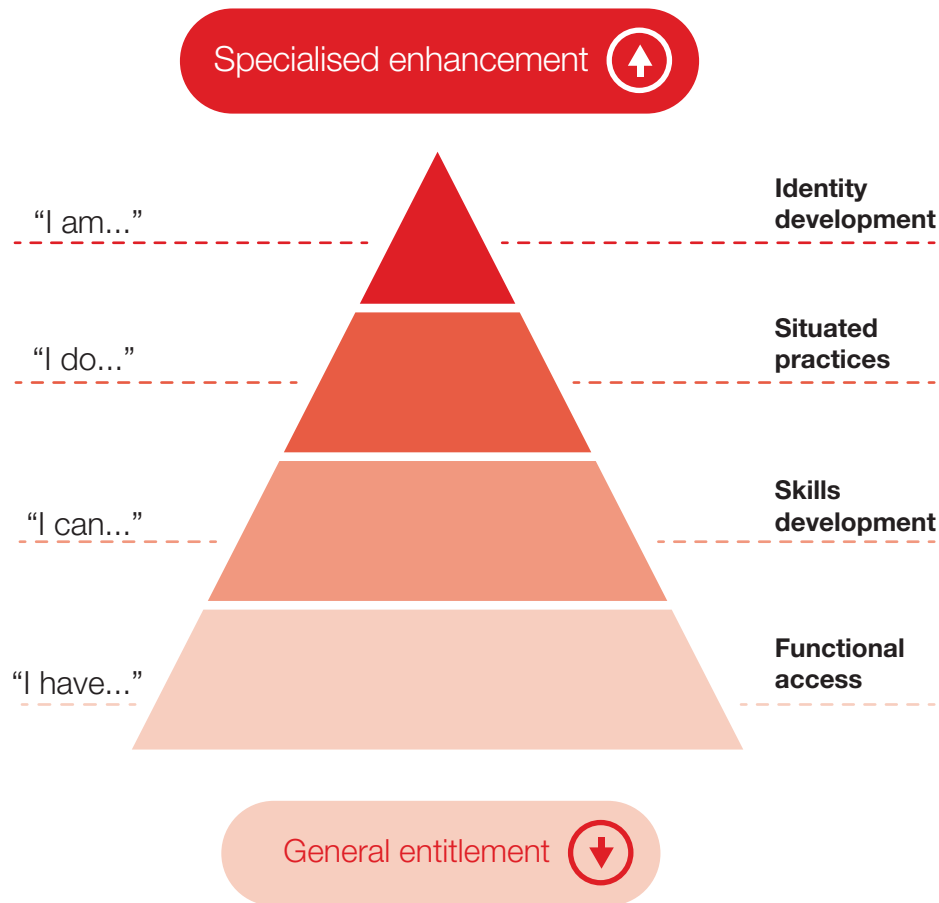 Specialised enhancement
“I am...”
Identity
development
“I do...”
Situated
practices
“I can...”
Skills
development
“I have...”
Functional
access
General entitlement